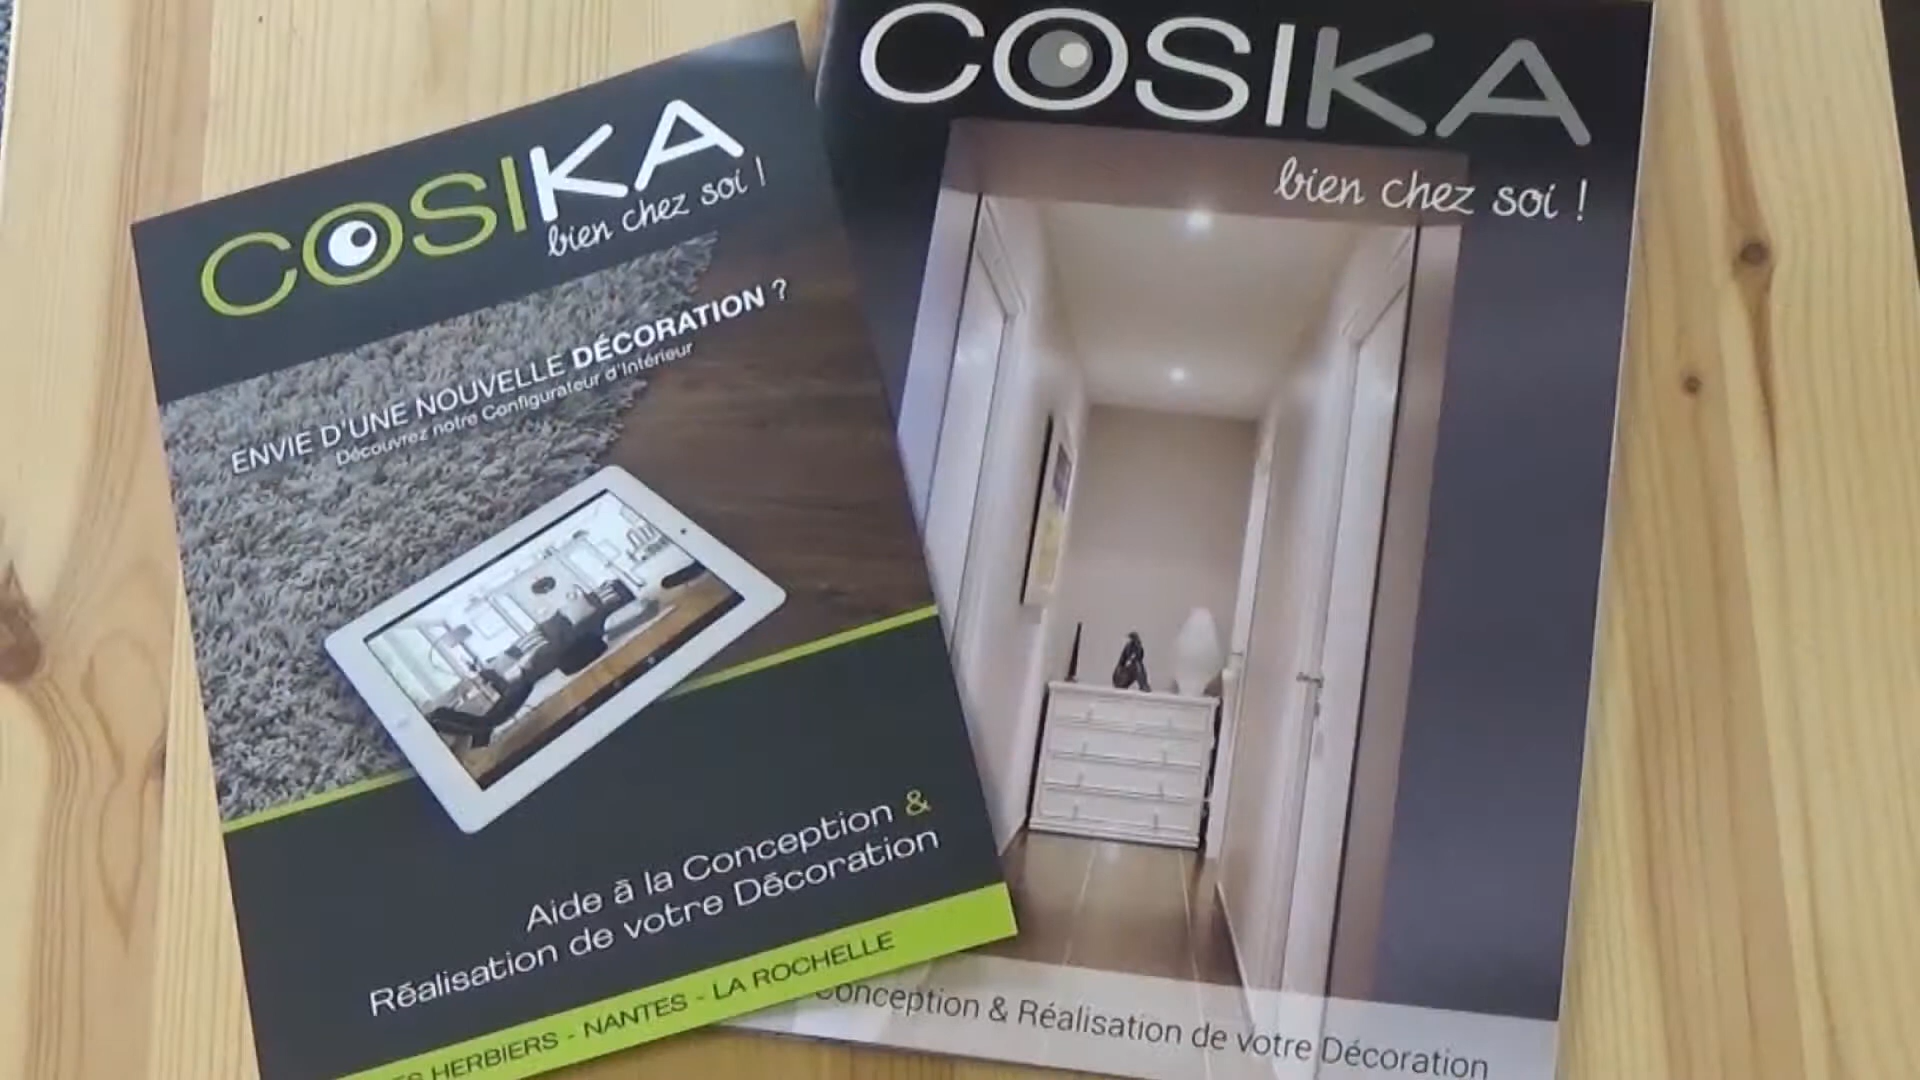 COSIKA
bien chez soi !
ENVIE D'UNE NOUVELLE DÉCORATION ?
Découvrez notre Configurateur d'Intérieur
Aide à la Conception &
Réalisation de votre Décoration
HERBIERS - NANTES - LA ROCHELLE
COSIKA
bien chez soi !
Conception & Réalisation de votre Décoration